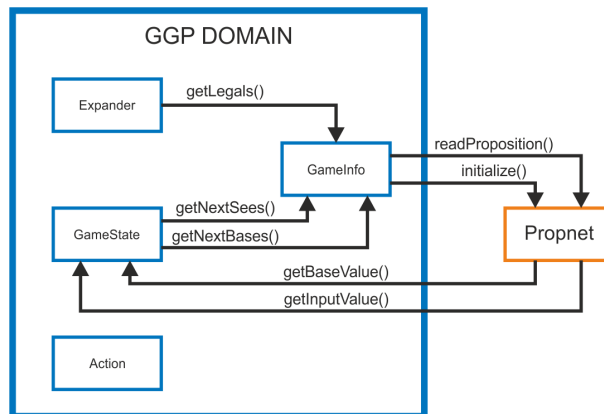 GGP DOMAIN
Expander
getLegals()
readProposition()
GameInfo
initialize()
getNextSees()
GameState
getNextBases()
Propnet
getBaseValue()
getInputValue()
Action